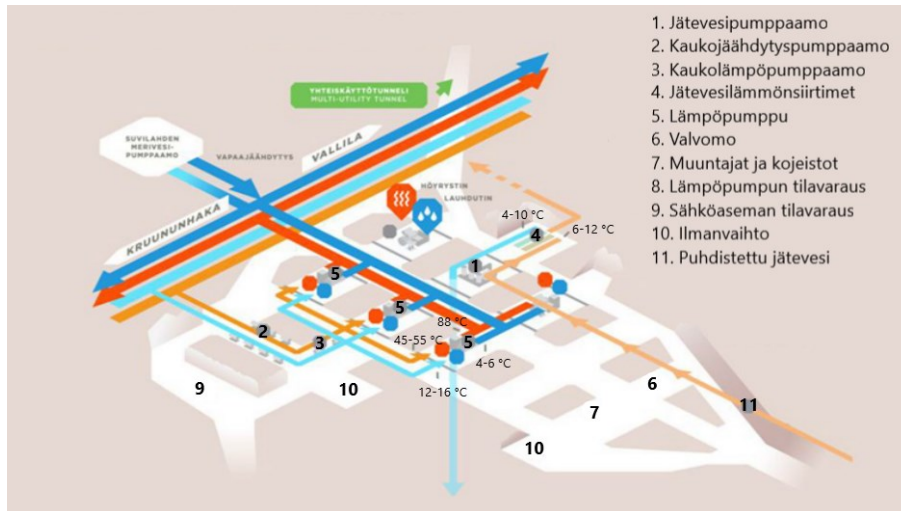 1. Jätevesipumppaamo
2. Kaukojäähdytyspumppaamo
3. Kaukolämpöpumppaamo
4. Jätevesilämmönsiirtimet
5. Lämpöpumppu
6. Valvomo
7. Muuntajat ja kojeistot
8. Lämpöpumpun tilavaraus
9. Sähköaseman tilavaraus
10. Ilmanvaihto
11. Puhdistettu jätevesi
YHTEISKÄYTTÖTUNNELI
MULTI-UTILITY TUNNEL
SUVILAHDEN
MERIVESI-
PUMPPAAMO
VAPAAJÄÄHDYTYS
VALLILA
KRUUNUNHAKA
HÖYRYSTIN
LAUHDUTIN
4-10 °C
4
6-12 °C
1
5
5
88 °C
2
3
45-55 °C
5
4-6 °C
12-16 °C
9
10
6
7
11
10